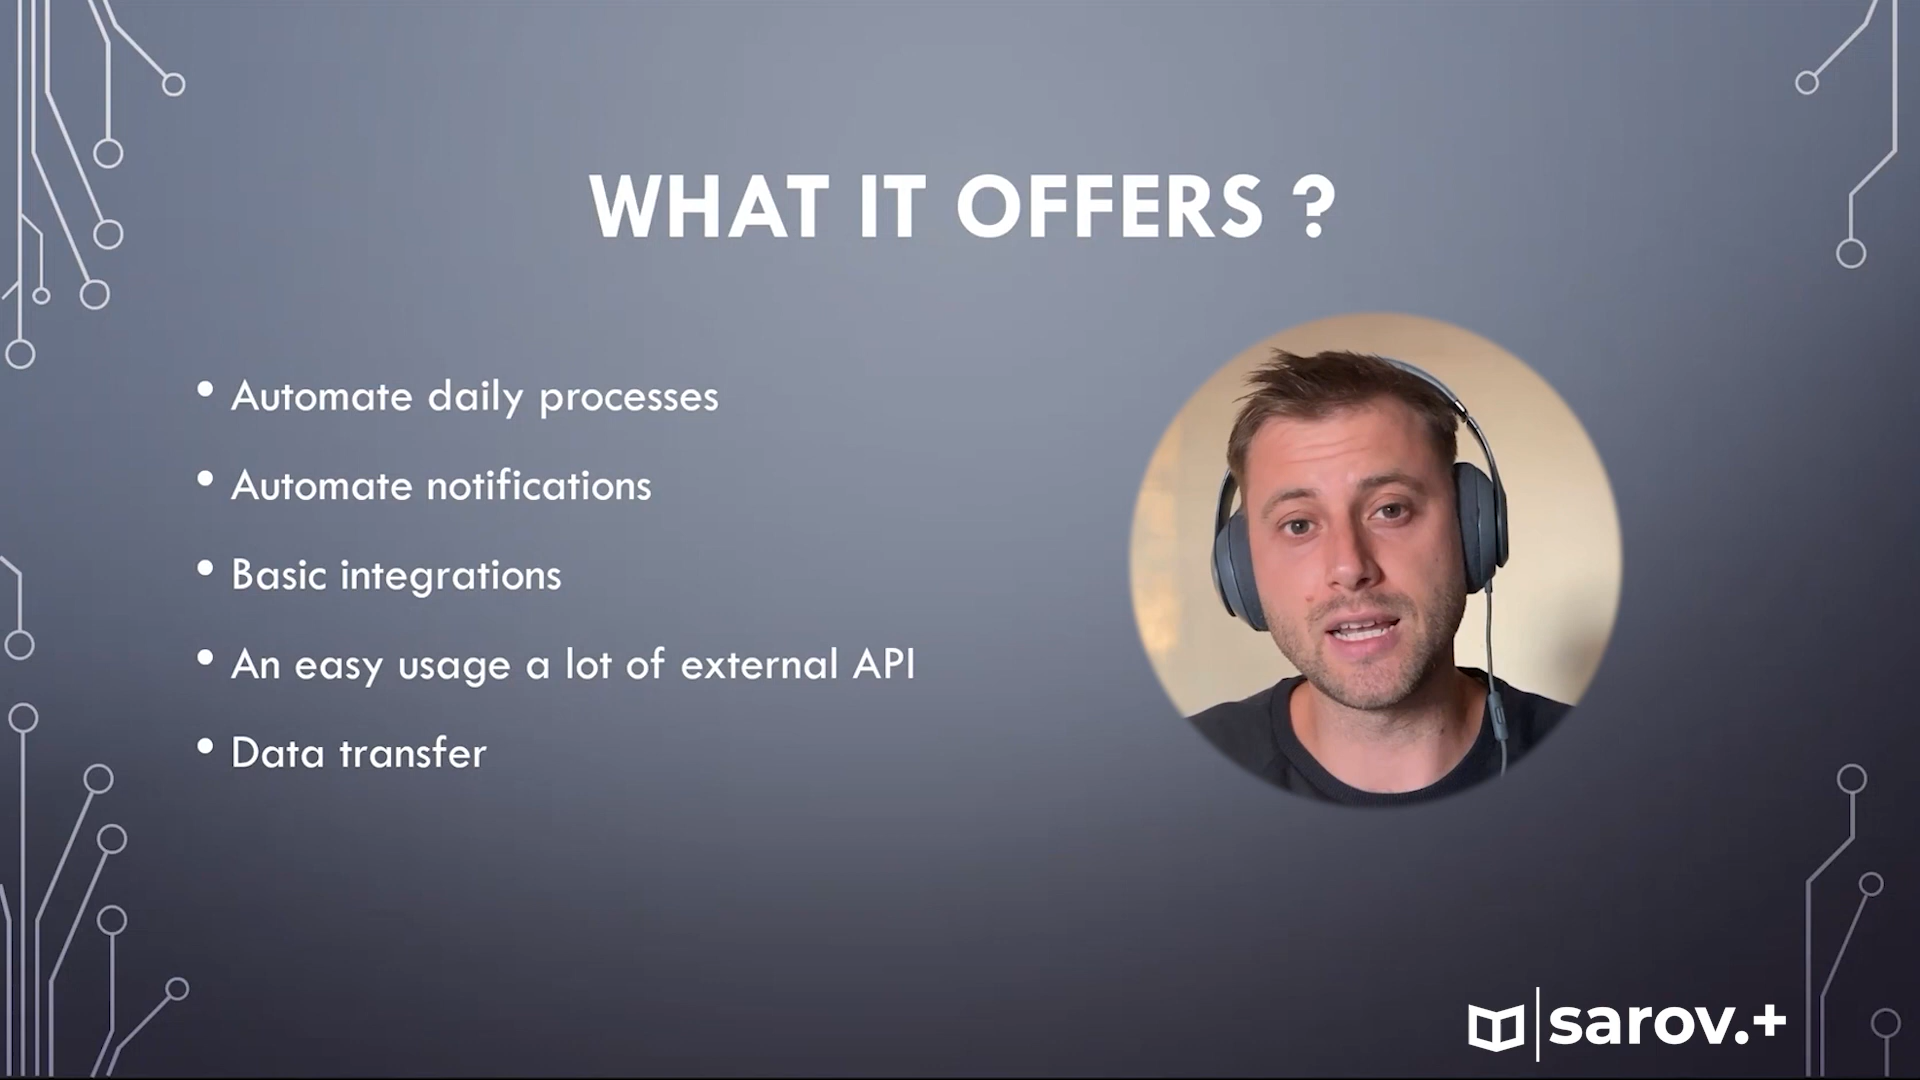 WHAT IT OFFERS ?
Automate daily processes
Automate notifications
Basic integrations
An easy usage a lot of external API
Data transfer
sarov.+